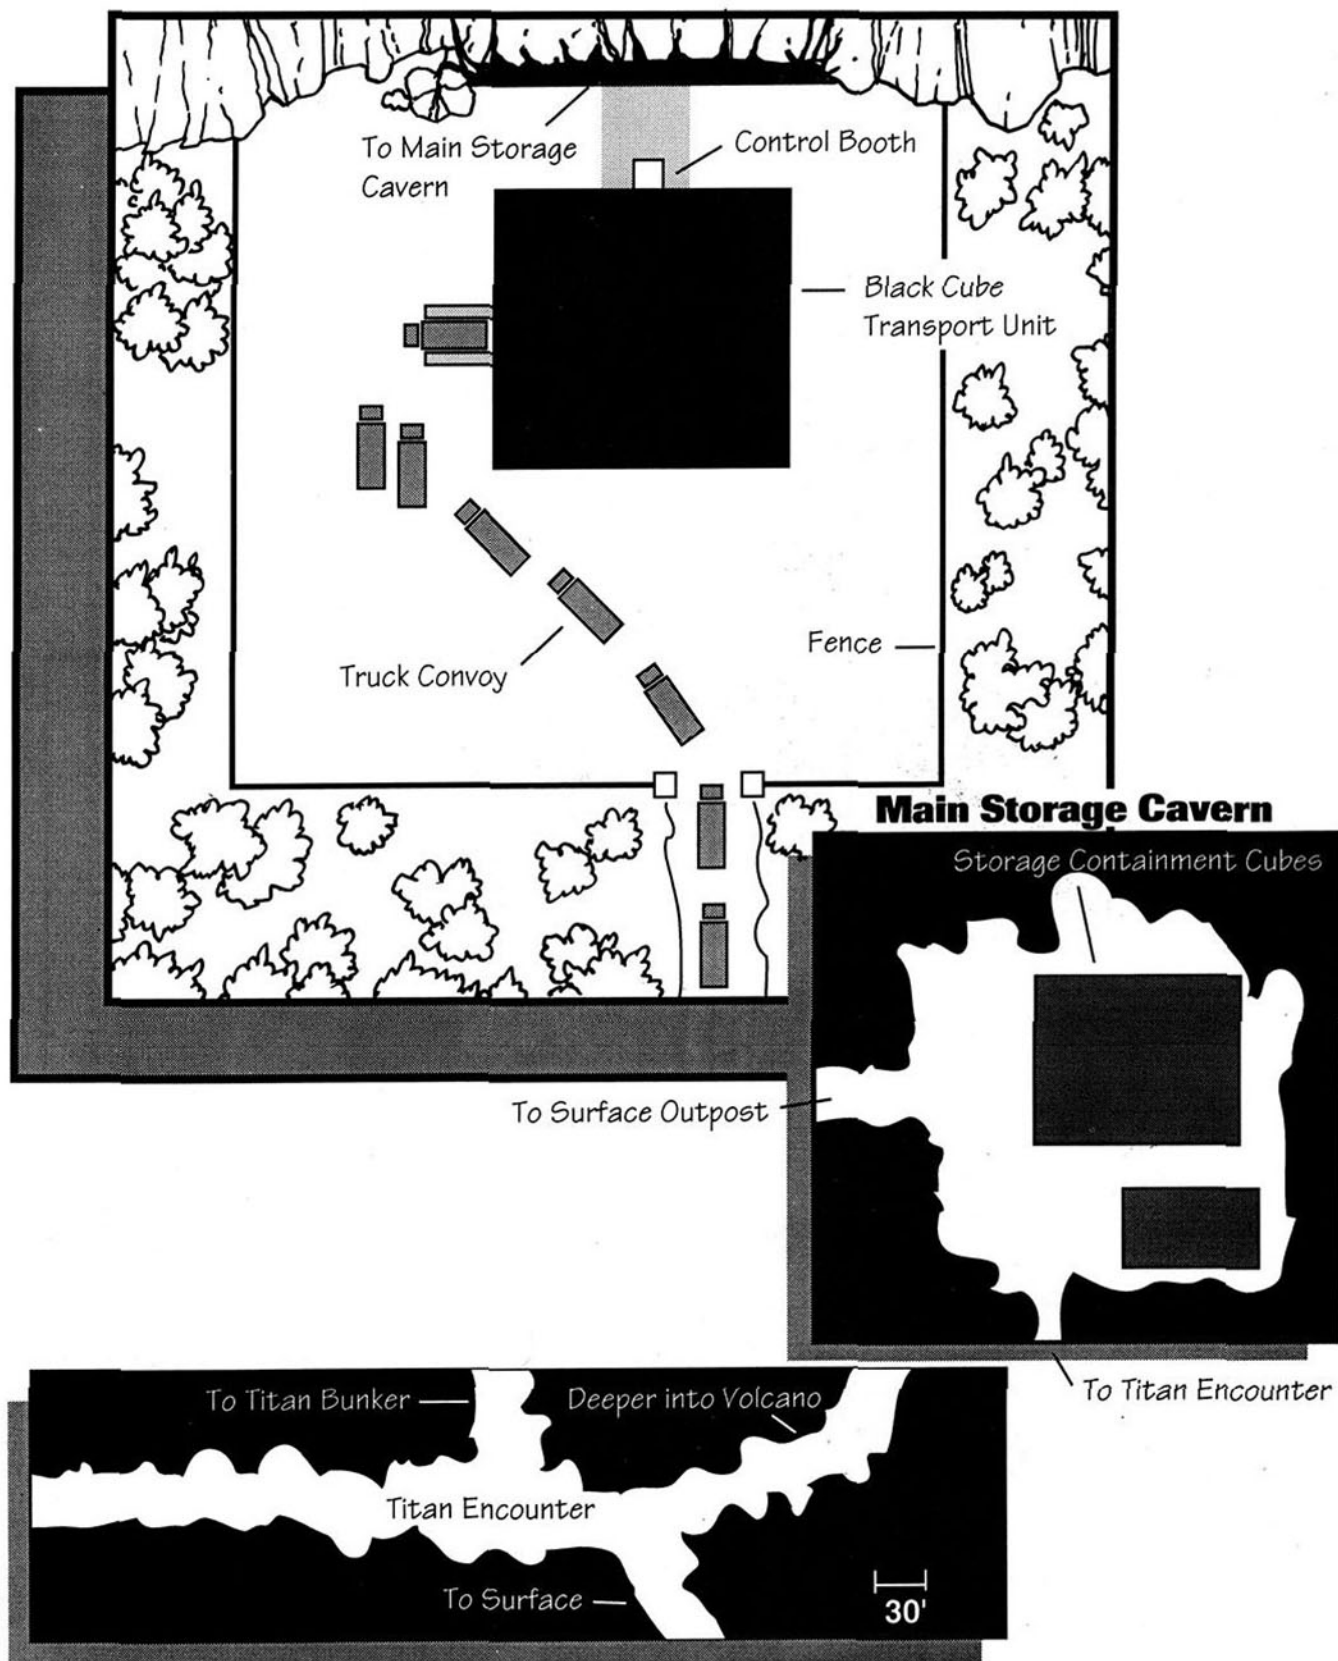 To Main Storage
Cavern
Control Booth
Black Cube
Transport Unit
Fence
Truck Convoy
Main Storage Cavern
Storage Containment Cubes
To Surface Outpost
To Titan Encounter
To Titan Bunker
Deeper into Volcano
Titan Encounter
To Surface
30'